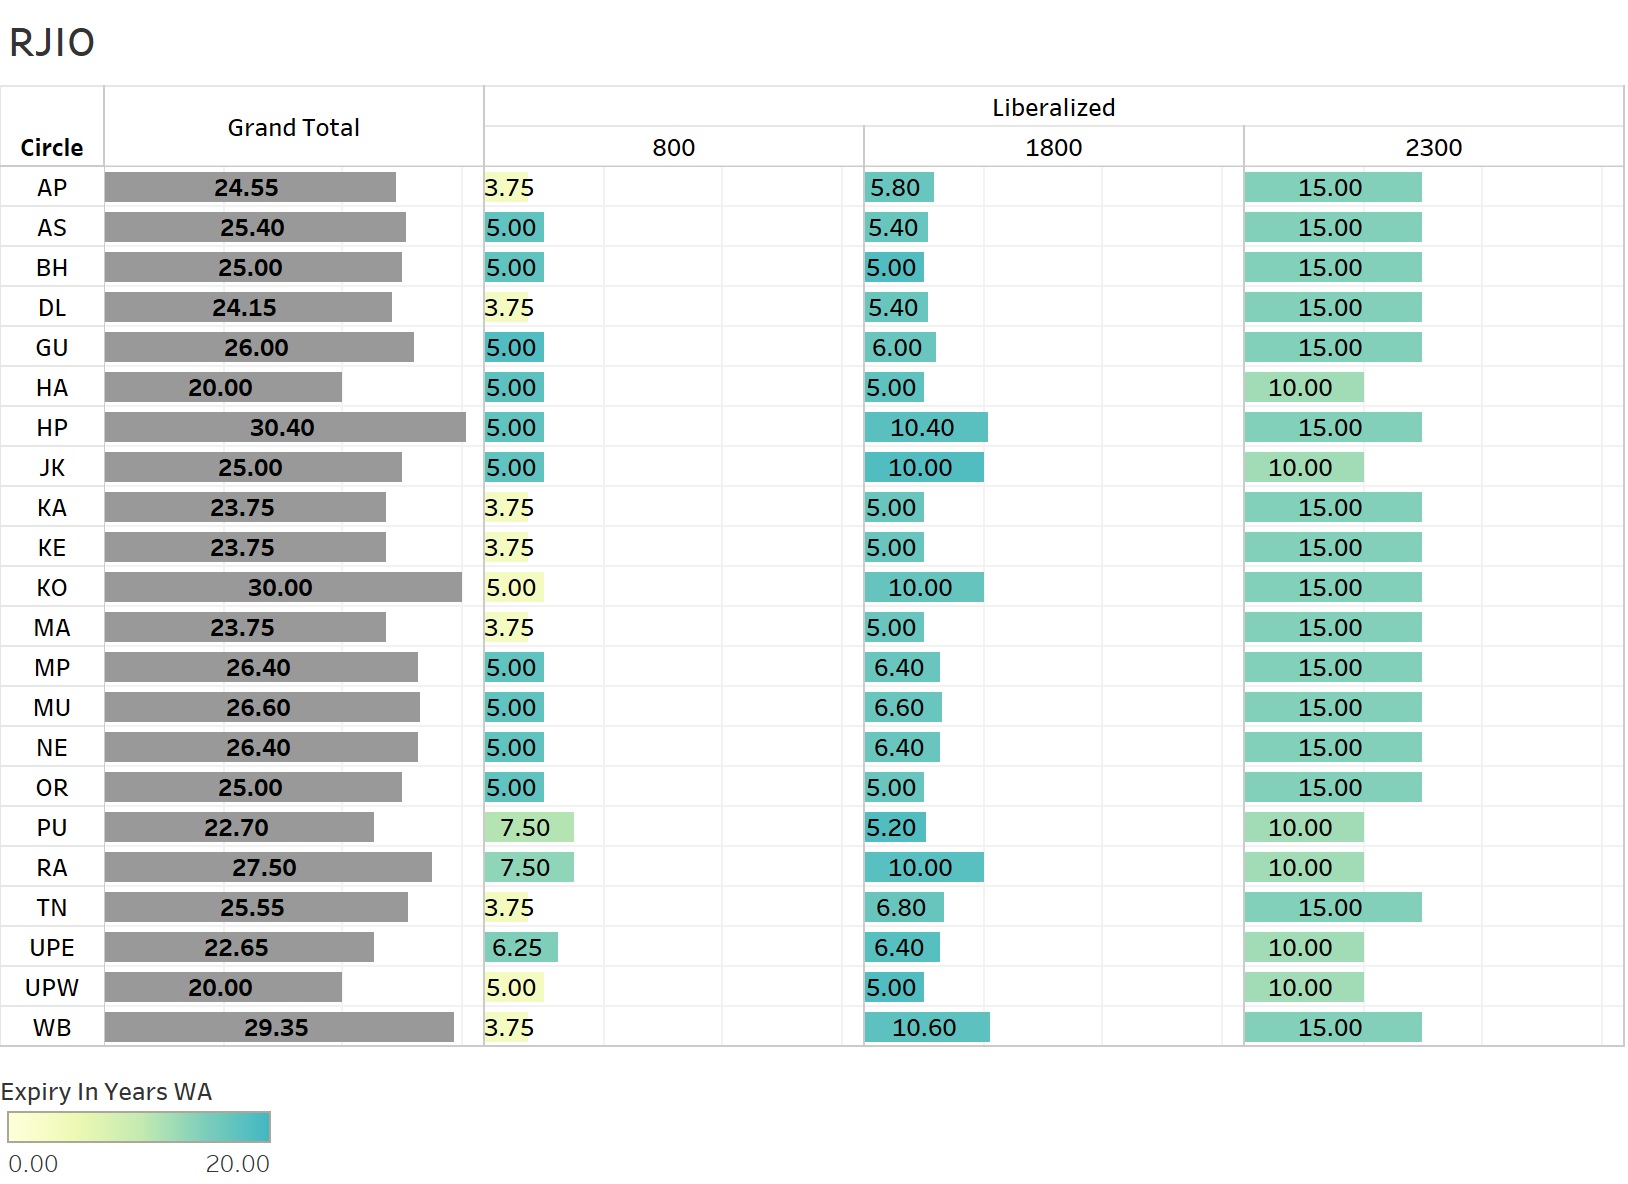 RJIO
Liberalized
Grand Total
Circle 800 1800 2300
AP 24.55 3.75 5.80 15.00
AS 25.40 5.00 5.40 15.00
BH 25.00 5.00 5.00 15.00
DL 24.15 3.75 5.40 15.00
GU 26.00 5.00 6.00 15.00
HA 20.00 5.00 5.00 10.00
HP 30.40 5.00 10.40 15.00
JK 25.00 5.00 10.00 10.00
KA 23.75 3.75 5.00 15.00
KE 23.75 3.75 5.00 15.00
KO 30.00 5.00 10.00 15.00
MA 23.75 3.75 5.00 15.00
MP 26.40 5.00 6.40 15.00
MU 26.60 5.00 6.60 15.00
NE 26.40 5.00 6.40 15.00
OR 25.00 5.00 5.00 15.00
PU 22.70 7.50 5.20 10.00
RA 27.50 7.50 10.00 10.00
TN 25.55 3.75 6.80 15.00
UPE 22.65 6.25 6.40 10.00
UPW 20.00 5.00 5.00 10.00
WB 29.35 3.75 10.60 15.00
Expiry In Years WA
0.00 20.00